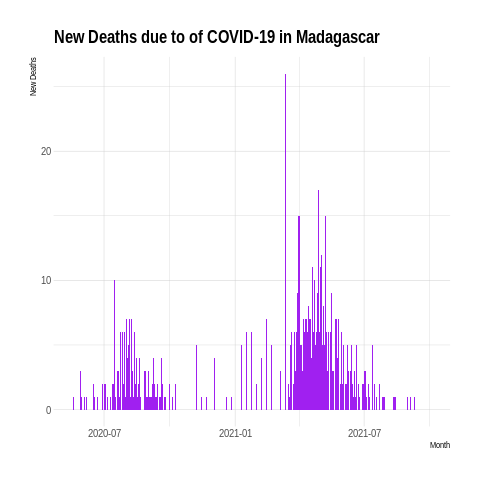 New Deaths due to of COVID-19 in Madagascar
New Deaths
20
10
0
2020-07
2021-01
2021-07
Month